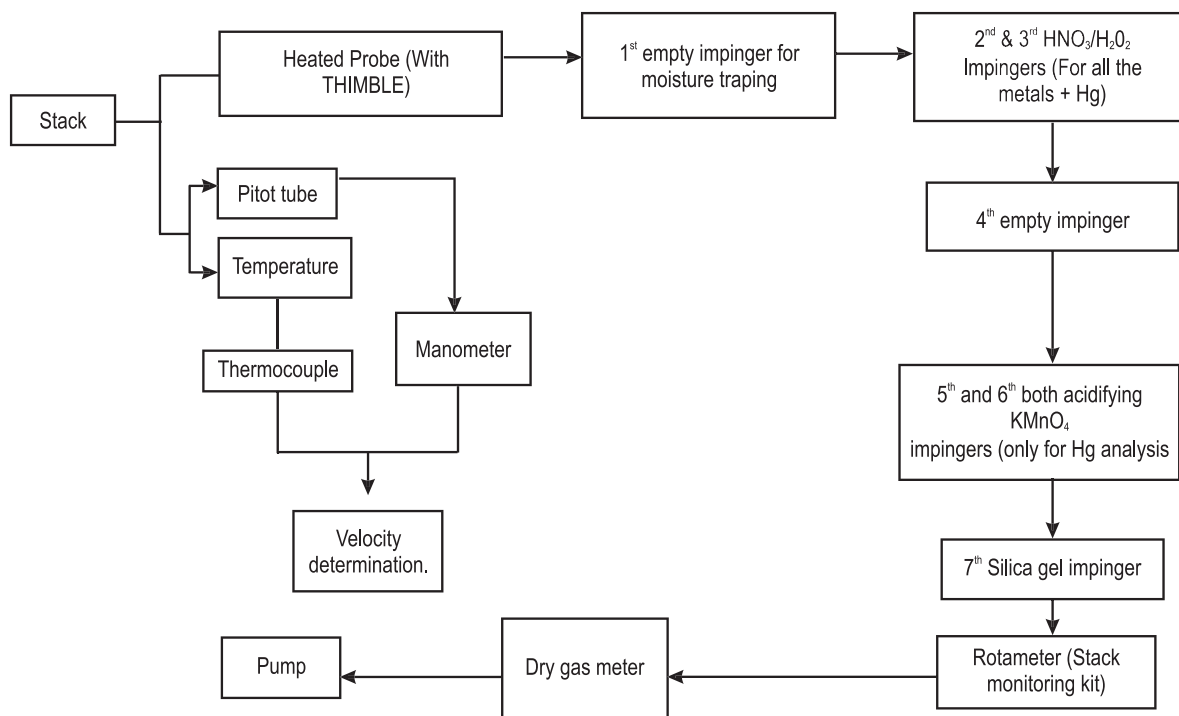 Stack
Heated Probe (With
THIMBLE)
1st empty impinger for
moisture traping
2nd & 3rd HNO3/H202
Impingers (For all the
metals + Hg)
Pitot tube
Temperature
Thermocouple
Manometer
Velocity
determination.
4th empty impinger
5th and 6th both acidifying
KMnO4
impingers (only for Hg analysis
7th Silica gel impinger
Rotameter (Stack
monitoring kit)
Dry gas meter
Pump